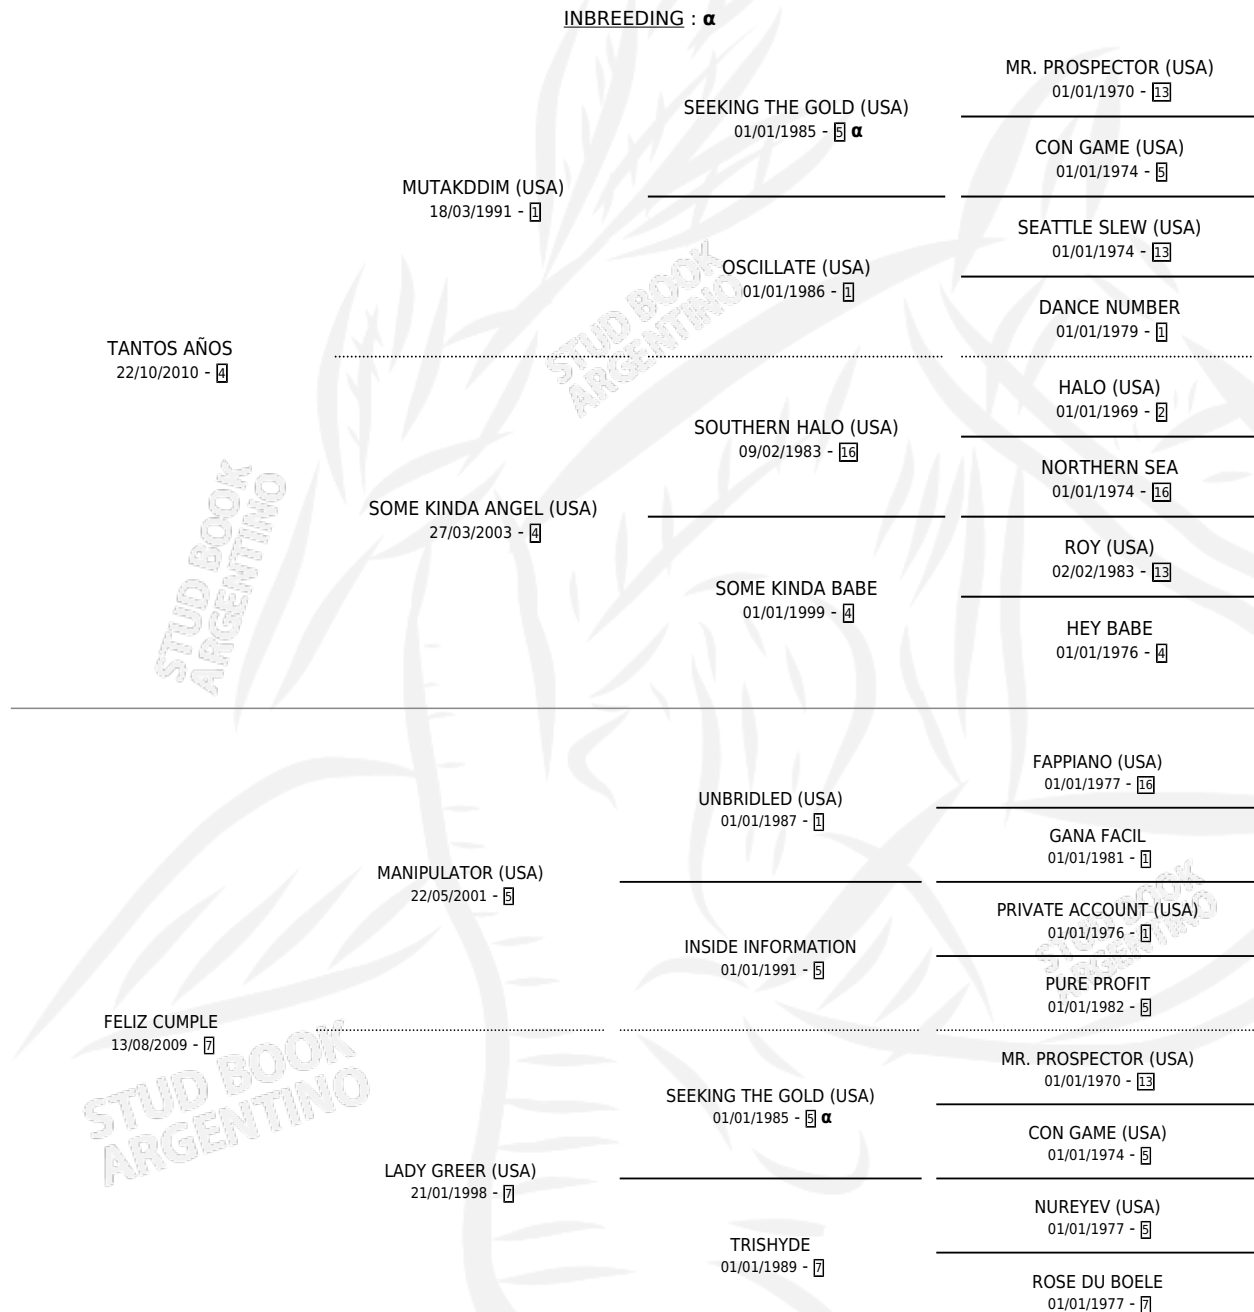 INBREEDING : α
MR. PROSPECTOR (USA)
01/01/1970 - 13
SEEKING THE GOLD (USA)
01/01/1985 - 5 α
CON GAME (USA)
01/01/1974 - 5
MUTAKDDIM (USA)
18/03/1991 - 1
SEATTLE SLEW (USA)
01/01/1974 - 13
OSCILLATE (USA)
01/01/1986 - 1
DANCE NUMBER
01/01/1979 - 1
TANTOS AÑOS
22/10/2010 - 4
HALO (USA)
01/01/1969 - 2
SOUTHERN HALO (USA)
09/02/1983 - 16
NORTHERN SEA
01/01/1974 - 16
SOME KINDA ANGEL (USA)
27/03/2003 - 4
ROY (USA)
02/02/1983 - 13
SOME KINDA BABE
01/01/1999 - 4
HEY BABE
01/01/1976 - 4
FAPPIANO (USA)
01/01/1977 - 16
UNBRIDLED (USA)
01/01/1987 - 1
GANA FACIL
01/01/1981 - 1
MANIPULATOR (USA)
22/05/2001 - 5
PRIVATE ACCOUNT (USA)
01/01/1976 - 1
INSIDE INFORMATION
01/01/1991 - 5
PURE PROFIT
01/01/1982 - 5
FELIZ CUMPLE
13/08/2009 - 7
MR. PROSPECTOR (USA)
01/01/1970 - 13
SEEKING THE GOLD (USA)
01/01/1985 - 5 α
CON GAME (USA)
01/01/1974 - 5
LADY GREER (USA)
21/01/1998 - 7
NUREYEV (USA)
01/01/1977 - 5
TRISHYDE
01/01/1989 - 7
ROSE DU BOELE
01/01/1977 - 7
STUD BOOK
ARGENTINO
STUD BOOK
ARGENTINO
STUD BOOK
ARGENTINO
STUD BOOK
ARGENTINO